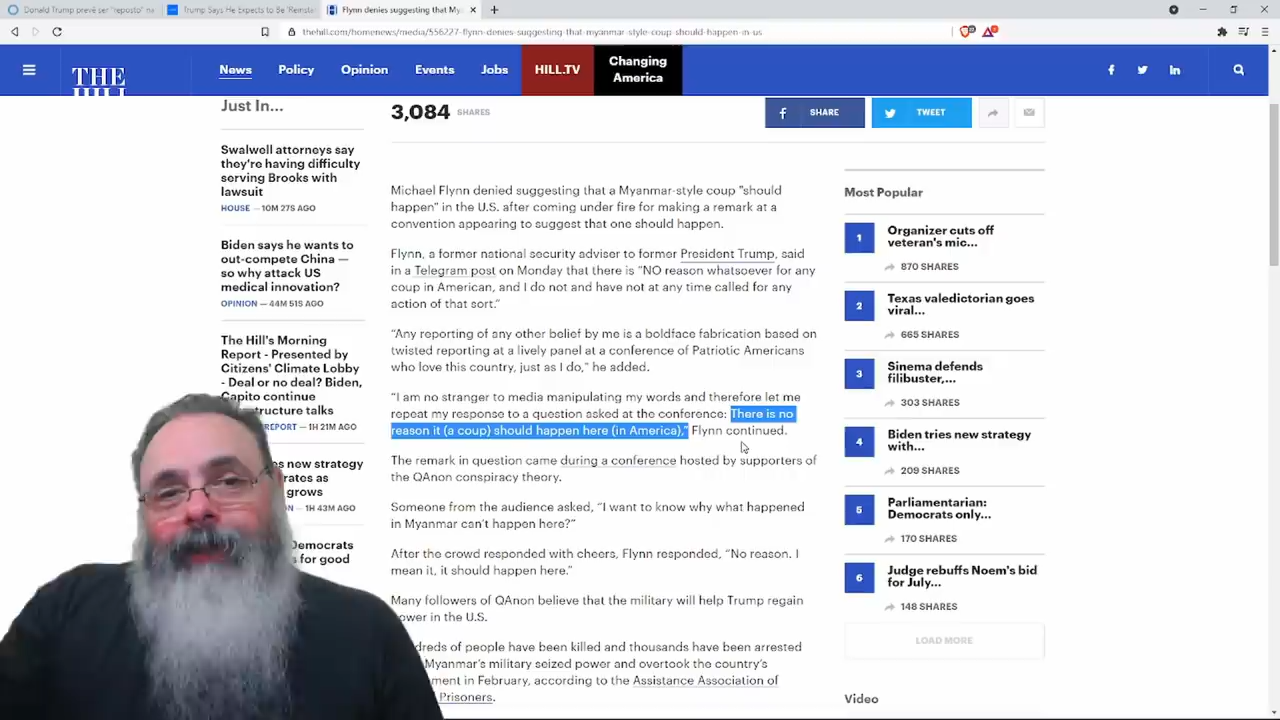 Donald Trump prevé ser "reposto" na
Trump Says He Expects to Be 'Reinsta
Flynn denies suggesting that My
thehill.com/homenews/media/556227-flynn-denies-suggesting-that-myanmar-style-coup-should-happen-in-us
THE
HILL
News
Policy
Opinion
Events
Jobs
HILL.TV
Changing
America
Just In...
Swalwell attorneys say
they're having difficulty
serving Brooks with
lawsuit
HOUSE — 10M 27S AGO
Biden says he wants to
out-compete China —
so why attack US
medical innovation?
OPINION — 44M 51S AGO
The Hill's Morning
Report - Presented by
Citizens' Climate Lobby
- Deal or no deal? Biden,
Capito continue
structure talks
REPORT — 1H 21M AGO
es new strategy
rates as
grows
N — 1H 43M AGO
Democrats
s for good
3,084 SHARES
SHARE
TWEET
Michael Flynn denied suggesting that a Myanmar-style coup "should
happen" in the U.S. after coming under fire for making a remark at a
convention appearing to suggest that one should happen.
Flynn, a former national security adviser to former President Trump, said
in a Telegram post on Monday that there is "NO reason whatsoever for any
coup in American, and I do not and have not at any time called for any
action of that sort."
"Any reporting of any other belief by me is a boldface fabrication based on
twisted reporting at a lively panel at a conference of Patriotic Americans
who love this country, just as I do," he added.
"I am no stranger to media manipulating my words and therefore let me
repeat my response to a question asked at the conference: There is no
reason it (a coup) should happen here (in America)," Flynn continued.
The remark in question came during a conference hosted by supporters of
the QAnon conspiracy theory.
Someone from the audience asked, "I want to know why what happened
in Myanmar can't happen here?"
After the crowd responded with cheers, Flynn responded, "No reason. I
mean it, it should happen here."
Many followers of QAnon believe that the military will help Trump regain
ower in the U.S.
dreds of people have been killed and thousands have been arrested
Myanmar's military seized power and overtook the country's
ment in February, according to the Assistance Association of
Prisoners.
Most Popular
1
Organizer cuts off
veteran's mic...
870 SHARES
2
Texas valedictorian goes
viral...
665 SHARES
3
Sinema defends
filibuster,...
303 SHARES
4
Biden tries new strategy
with...
209 SHARES
5
Parliamentarian:
Democrats only...
170 SHARES
6
Judge rebuffs Noem's bid
for July...
148 SHARES
LOAD MORE
Video